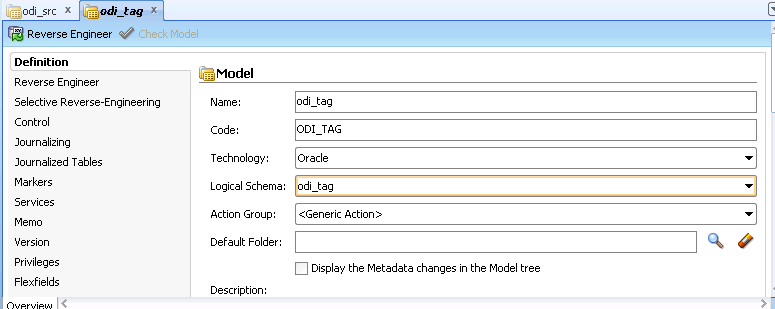 odi_src x odi_tag x
Reverse Engineer Check Model
Definition
Reverse Engineer
Selective Reverse-Engineering
Control
Journalizing
Journalized Tables
Markers
Services
Memo
Version
Privileges
Flexfields
Overview
Model
Name: odi_tag
Code: ODI_TAG
Technology: Oracle
Logical Schema: odi_tag
Action Group: <Generic Action>
Default Folder:
Display the Metadata changes in the Model tree
Description: